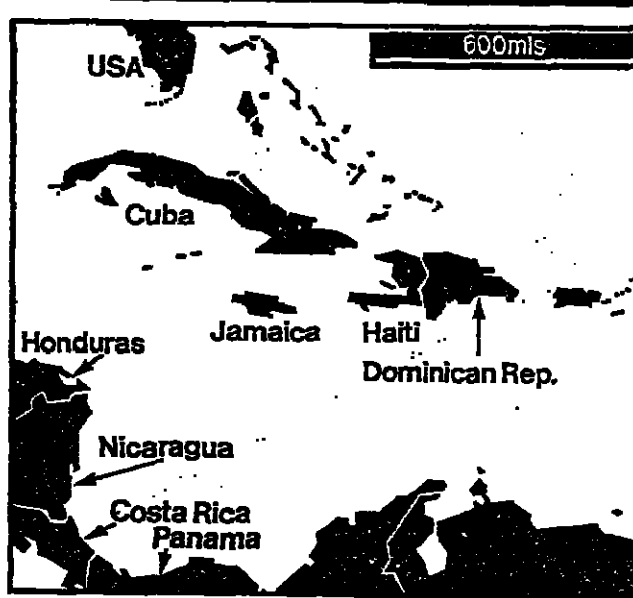 600mls
USA
Cuba
Jamaica
Haiti
Dominican Rep.
Honduras
Nicaragua
Costa Rica
Panama